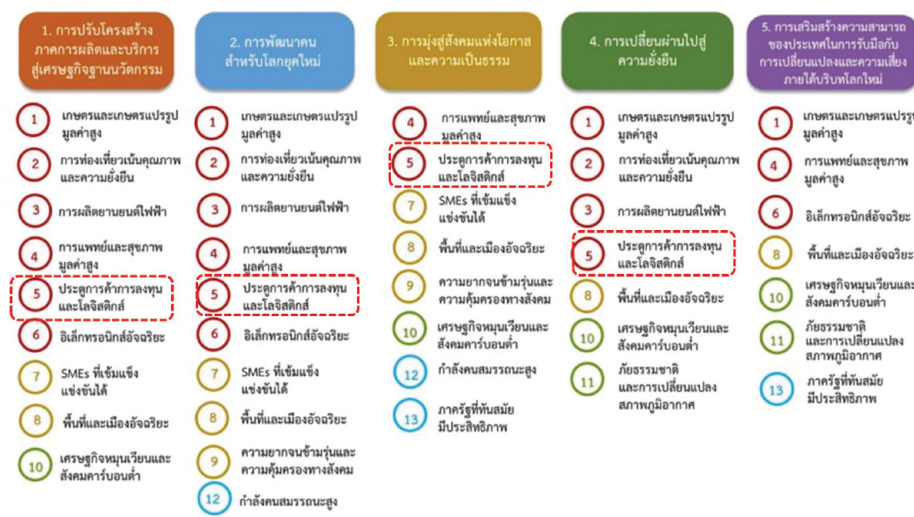 1. การปรับโครงสร้าง
ภาคการผลิตและบริการ
สู่เศรษฐกิจฐานนวัตกรรม
1
เกษตรและเกษตรแปรรูป
มูลค่าสูง
2
การท่องเที่ยวเน้นคุณภาพ
และความยั่งยืน
3
การผลิตยานยนต์ไฟฟ้า
4
การแพทย์และสุขภาพ
มูลค่าสูง
5
ประตูการค้าการลงทุน
และโลจิสติกส์
6
อิเล็กทรอนิกส์อัจฉริยะ
7
SMEs ที่เข้มแข็ง
แข่งขันได้
8
พื้นที่และเมืองอัจฉริยะ
10
เศรษฐกิจหมุนเวียนและ
สังคมคาร์บอนต่ำ
2. การพัฒนาคน
สำหรับโลกยุคใหม่
1
เกษตรและเกษตรแปรรูป
มูลค่าสูง
2
การท่องเที่ยวเน้นคุณภาพ
และความยั่งยืน
3
การผลิตยานยนต์ไฟฟ้า
4
การแพทย์และสุขภาพ
มูลค่าสูง
5
ประตูการค้าการลงทุน
และโลจิสติกส์
6
อิเล็กทรอนิกส์อัจฉริยะ
7
SMEs ที่เข้มแข็ง
แข่งขันได้
8
พื้นที่และเมืองอัจฉริยะ
9
ความยากจนข้ามรุ่นและ
ความคุ้มครองทางสังคม
12
กำลังคนสมรรถนะสูง
3. การมุ่งสู่สังคมแห่งโอกาส
และความเป็นธรรม
4
การแพทย์และสุขภาพ
มูลค่าสูง
5
ประตูการค้าการลงทุน
และโลจิสติกส์
7
SMEs ที่เข้มแข็ง
แข่งขันได้
8
พื้นที่และเมืองอัจฉริยะ
9
ความยากจนข้ามรุ่นและ
ความคุ้มครองทางสังคม
10
เศรษฐกิจหมุนเวียนและ
สังคมคาร์บอนต่ำ
12
กำลังคนสมรรถนะสูง
13
ภาครัฐที่ทันสมัย
มีประสิทธิภาพ
4. การเปลี่ยนผ่านไปสู่
ความยั่งยืน
1
เกษตรและเกษตรแปรรูป
มูลค่าสูง
2
การท่องเที่ยวเน้นคุณภาพ
และความยั่งยืน
3
การผลิตยานยนต์ไฟฟ้า
5
ประตูการค้าการลงทุน
และโลจิสติกส์
8
พื้นที่และเมืองอัจฉริยะ
10
เศรษฐกิจหมุนเวียนและ
สังคมคาร์บอนต่ำ
11
ภัยธรรมชาติ
และการเปลี่ยนแปลง
สภาพภูมิอากาศ
5. การเสริมสร้างความสามารถ
ของประเทศในการรับมือกับ
การเปลี่ยนแปลงและความเสี่ยง
ภายใต้บริบทโลกใหม่
1
เกษตรและเกษตรแปรรูป
มูลค่าสูง
4
การแพทย์และสุขภาพ
มูลค่าสูง
6
อิเล็กทรอนิกส์อัจฉริยะ
8
พื้นที่และเมืองอัจฉริยะ
10
เศรษฐกิจหมุนเวียนและ
สังคมคาร์บอนต่ำ
11
ภัยธรรมชาติ
และการเปลี่ยนแปลง
สภาพภูมิอากาศ
13
ภาครัฐที่ทันสมัย
มีประสิทธิภาพ